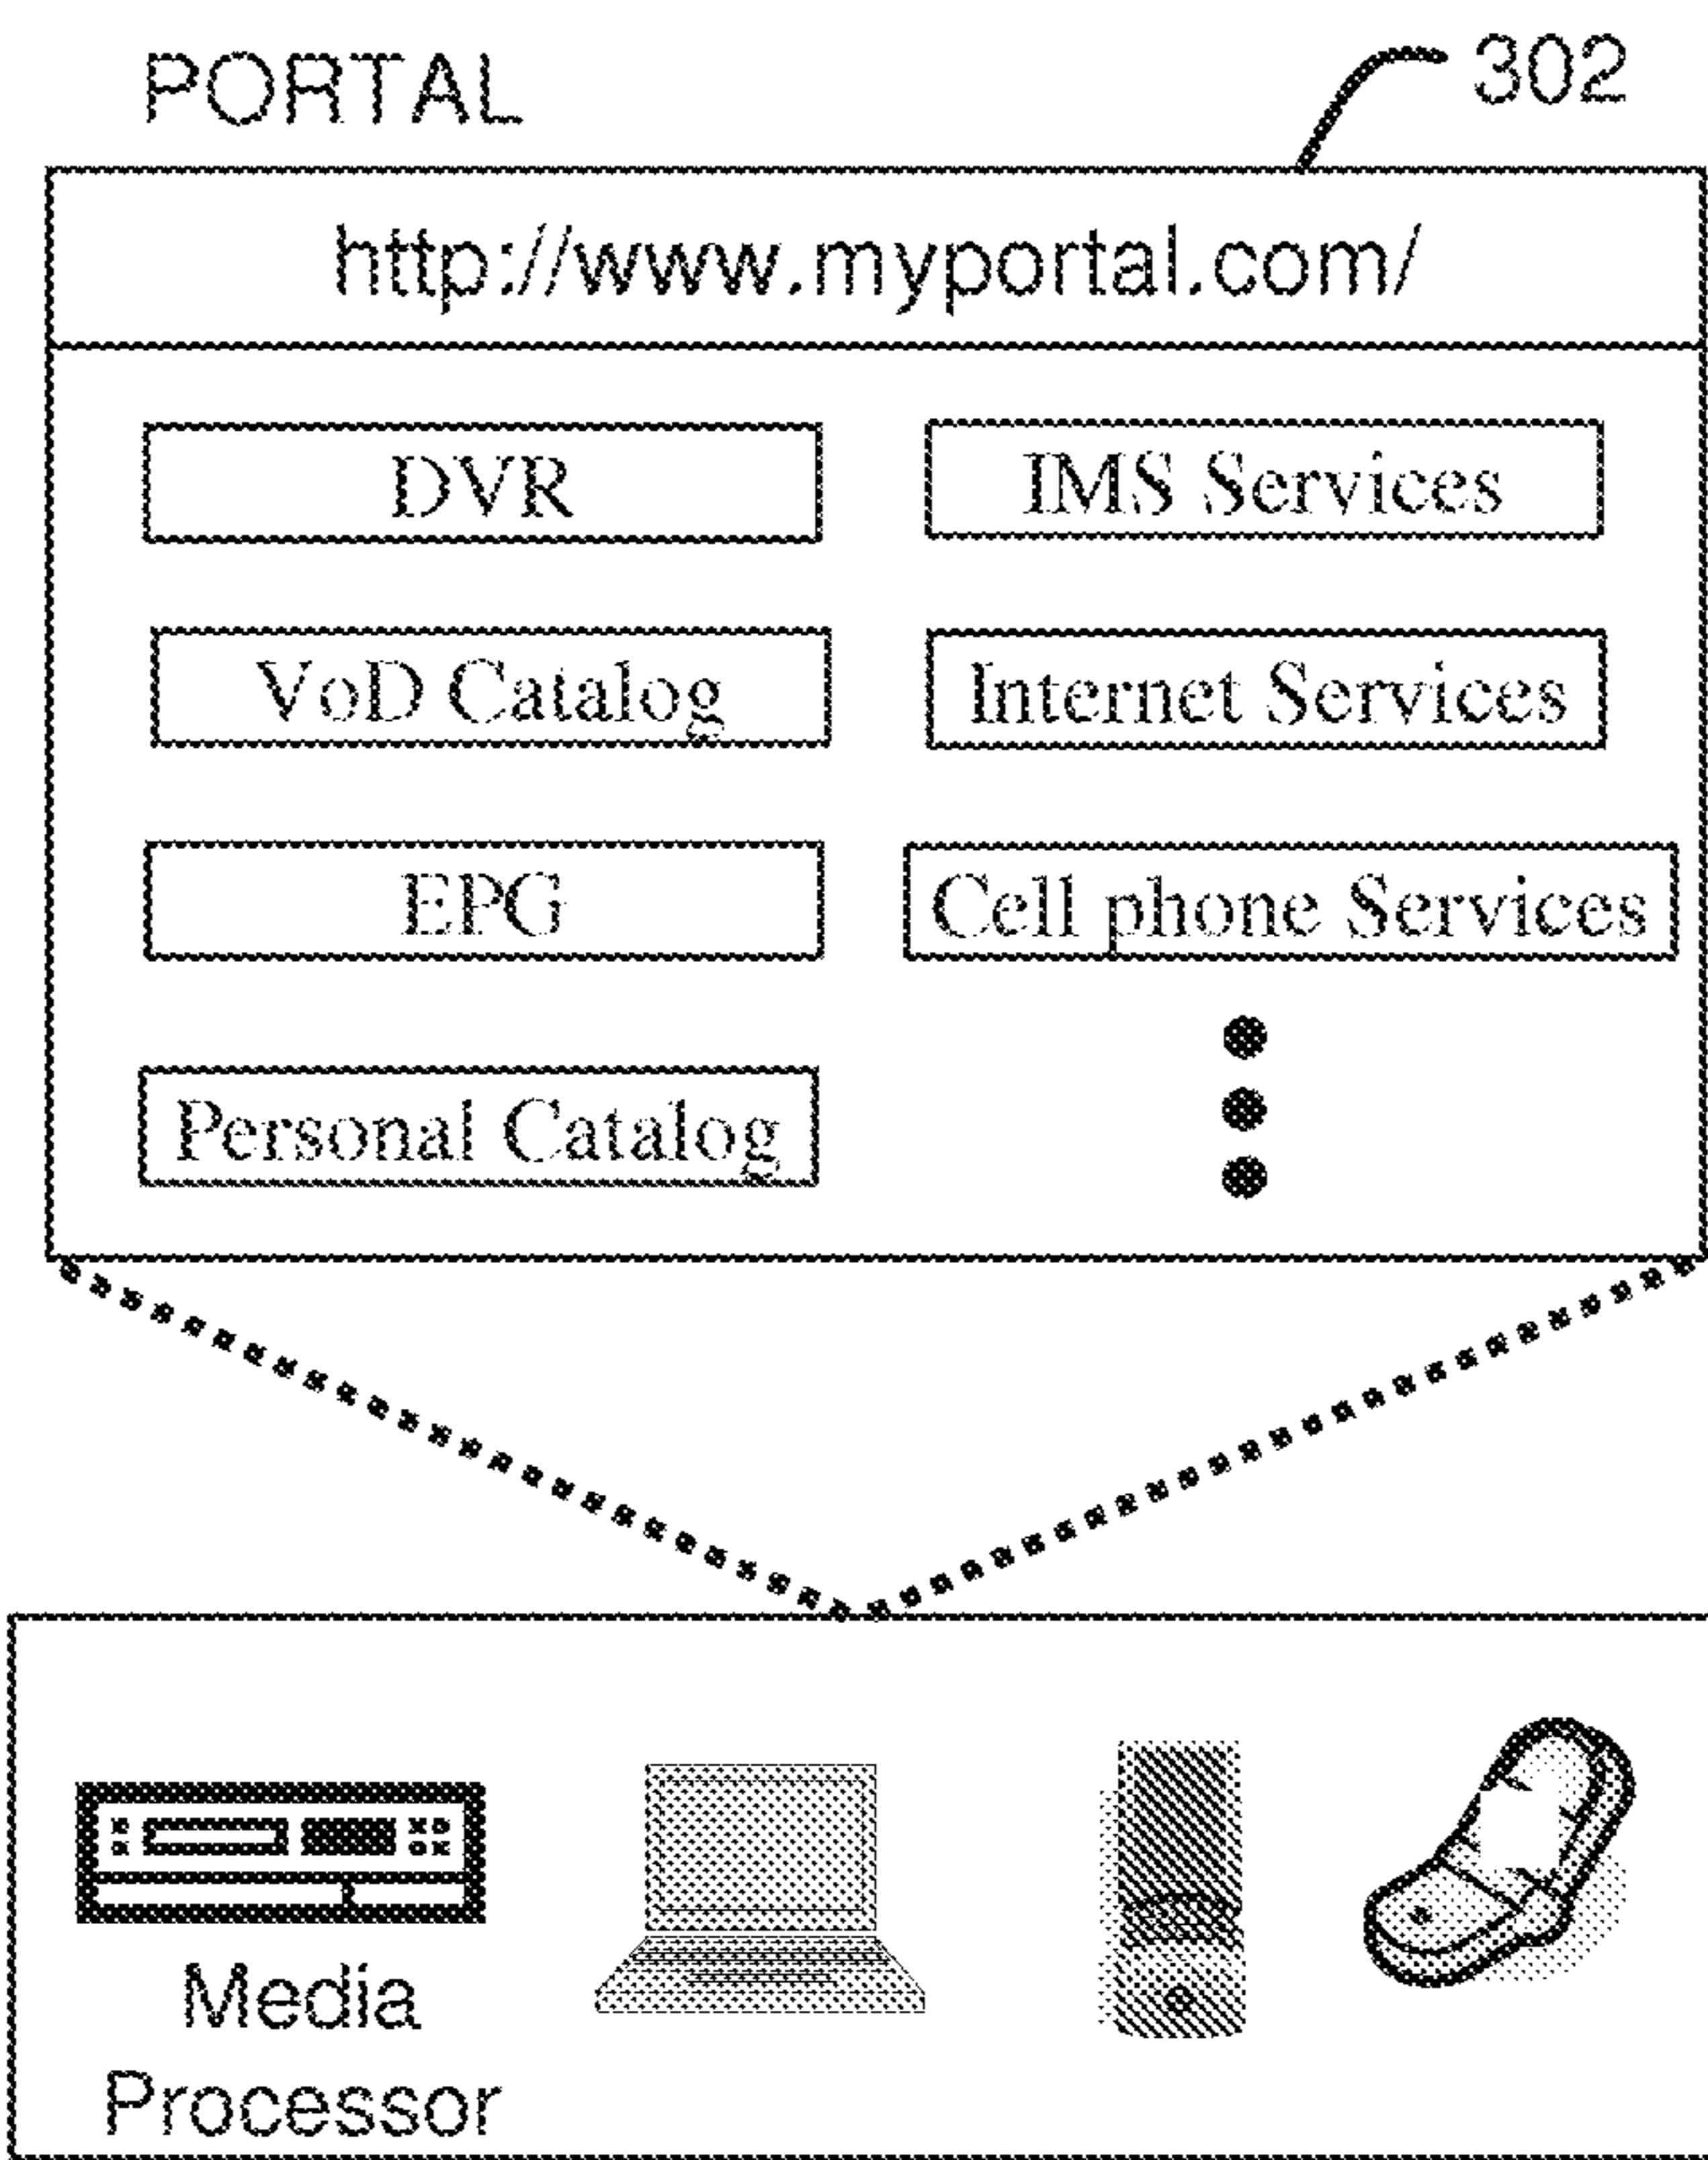 PORTAL
302
http://www.myportal.com/
DVR
IMS Services
VoD Catalog
Internet Services
EPG
Cell phone Services
Personal Catalog
Media
Processor